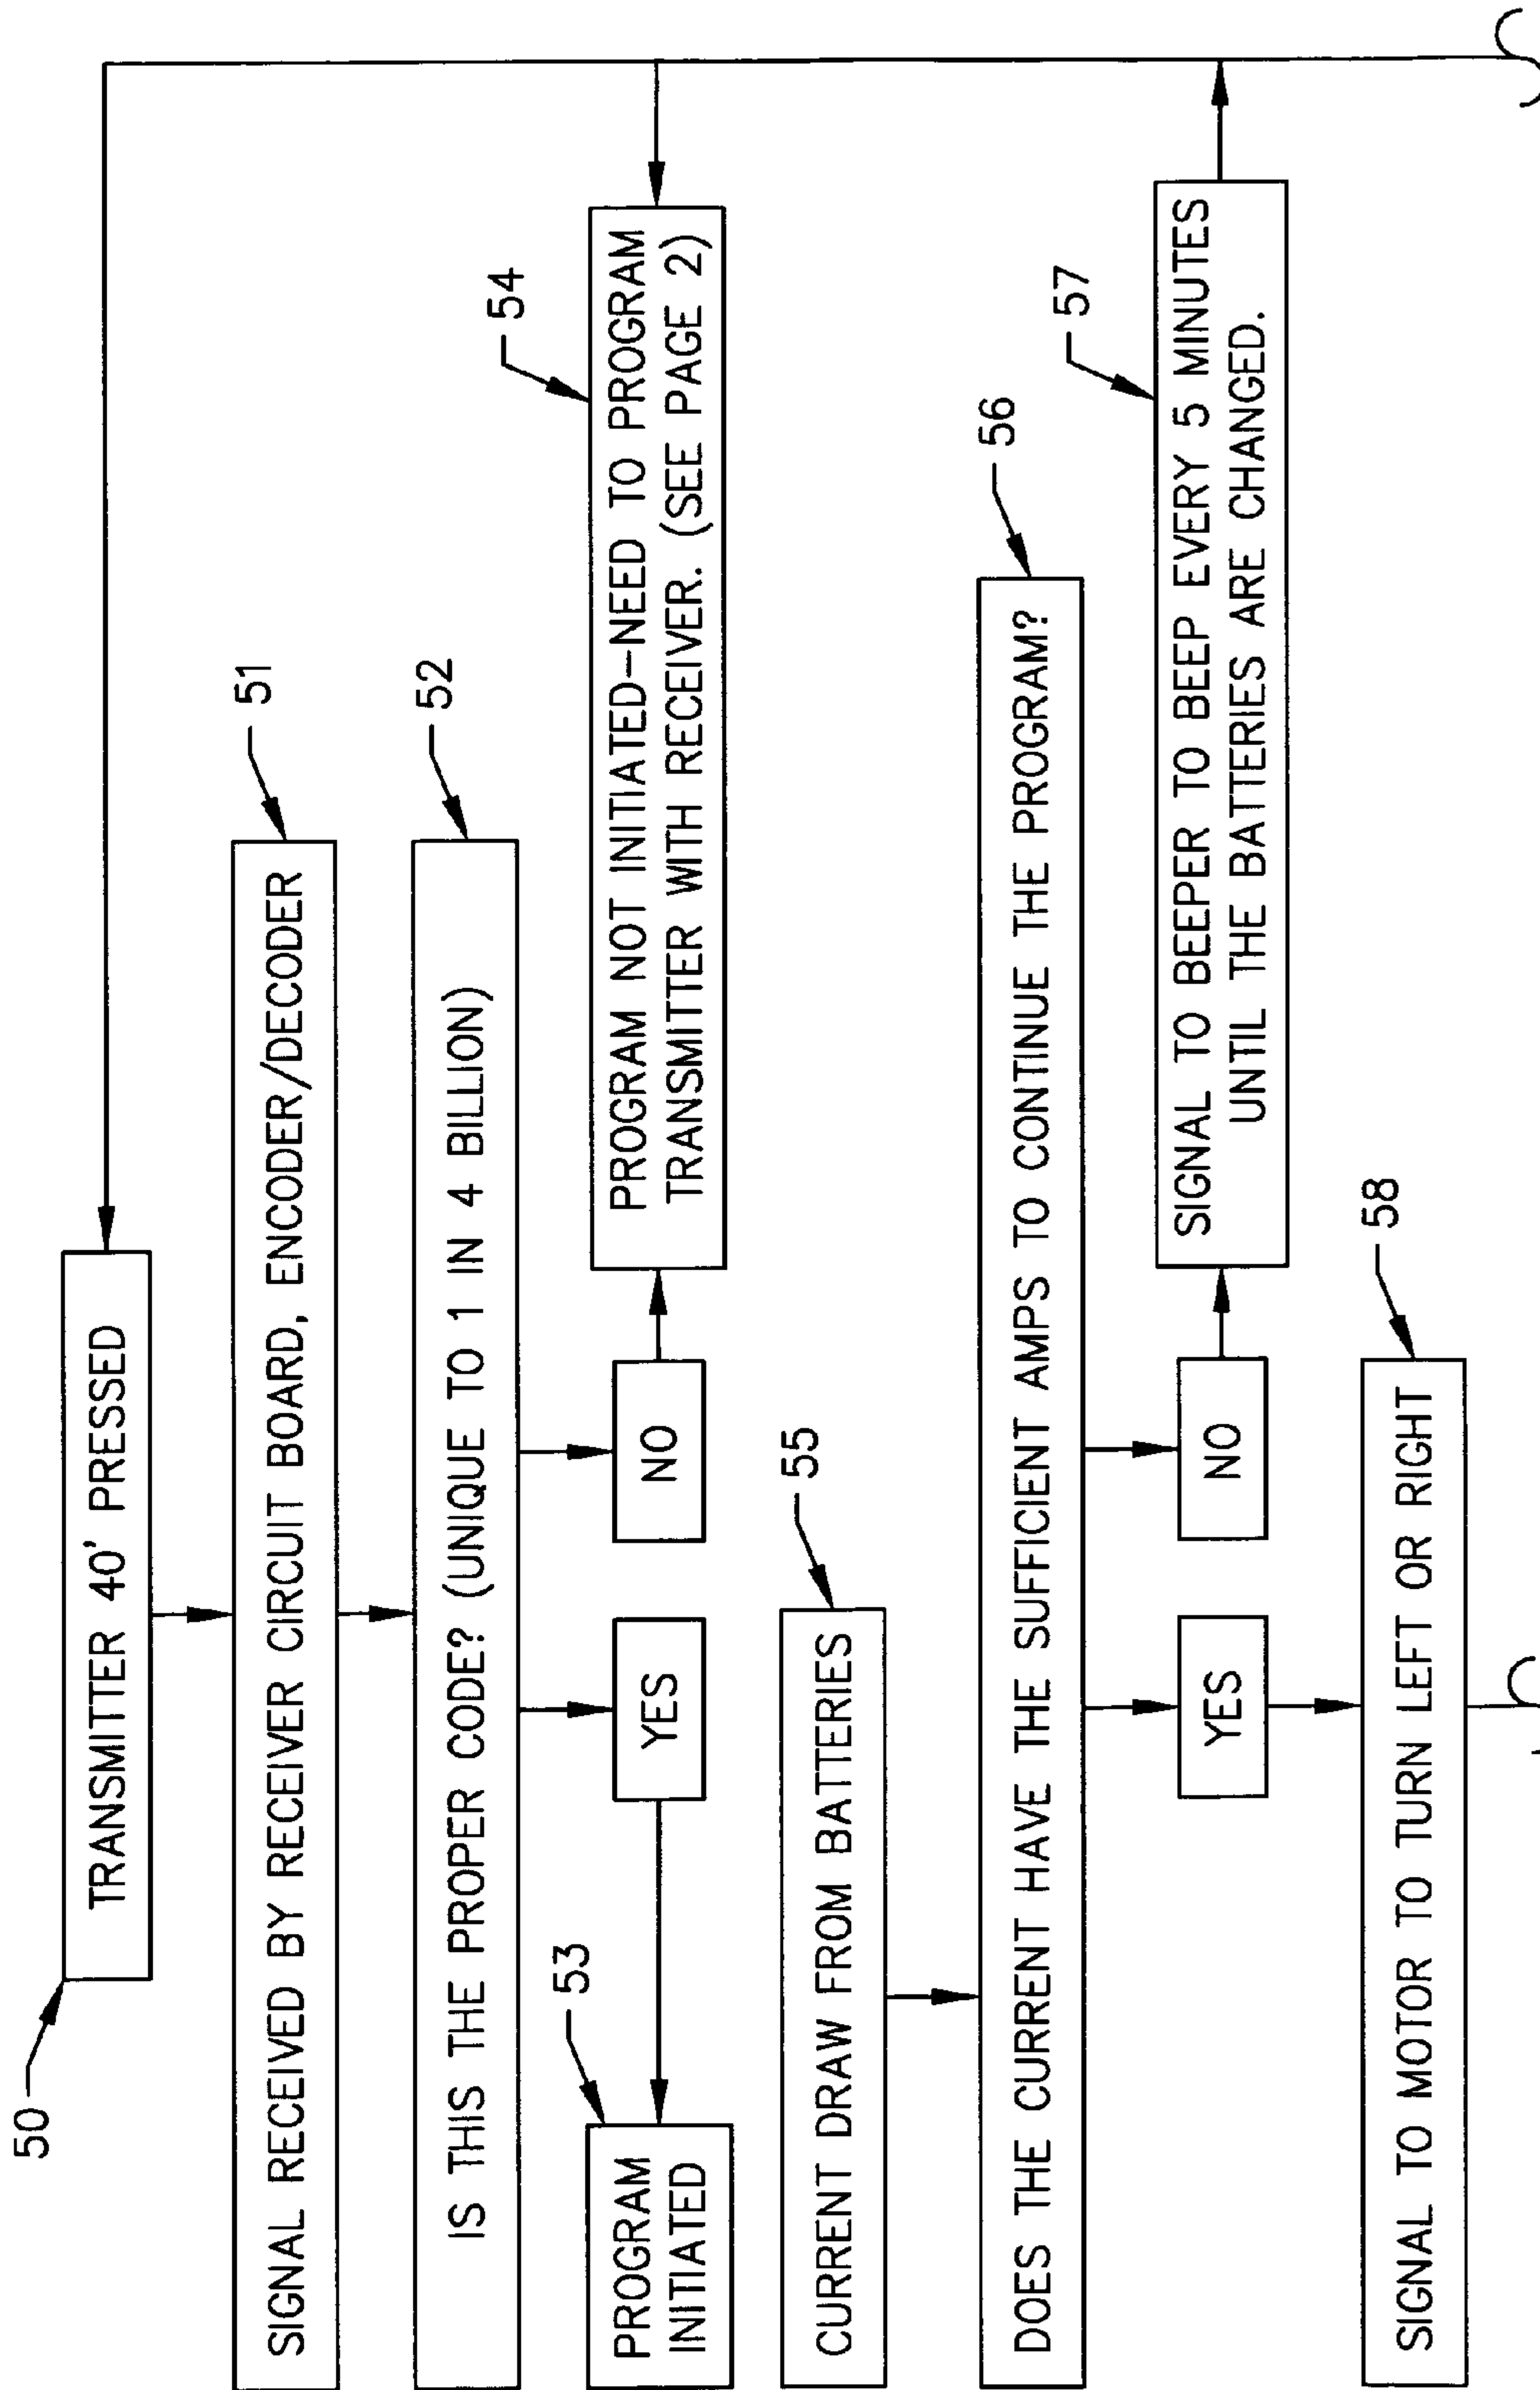 50
TRANSMITTER 40' PRESSED
51
SIGNAL RECEIVED BY RECEIVER CIRCUIT BOARD, ENCODER/DECODER
52
IS THIS THE PROPER CODE? (UNIQUE TO 1 IN 4 BILLION)
53
YES
NO
54
PROGRAM
INITIATED
PROGRAM NOT INITIATED-NEED TO PROGRAM
TRANSMITTER WITH RECEIVER. (SEE PAGE 2)
55
CURRENT DRAW FROM BATTERIES
56
DOES THE CURRENT HAVE THE SUFFICIENT AMPS TO CONTINUE THE PROGRAM?
YES
NO
57
SIGNAL TO BEEPER TO BEEP EVERY 5 MINUTES
UNTIL THE BATTERIES ARE CHANGED.
58
SIGNAL TO MOTOR TO TURN LEFT OR RIGHT